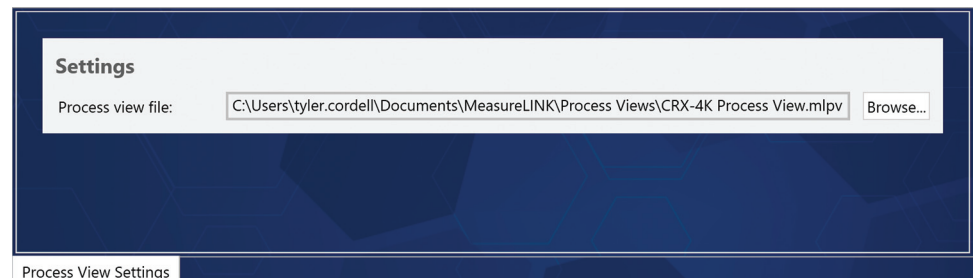 Settings
Process view file: C:\Users\tyler.cordell\Documents\MeasureLINK\Process Views\CRX-4K Process View.mlpv Browse...
Process View Settings